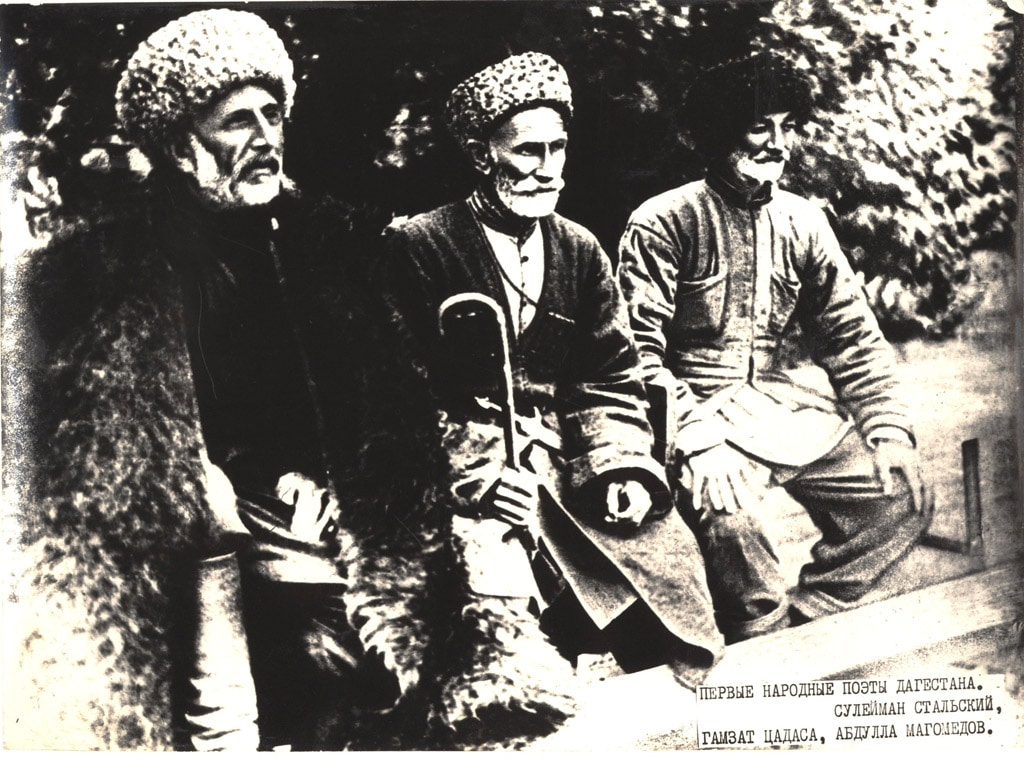 ПЕРВЫЕ НАРОДНЫЕ ПОЭТЫ ДАГЕСТАНА.
СУЛЕЙМАН СТАЛЬСКИЙ,
ГАМЗАТ ЦАДАСА, АБДУЛЛА МАГОМЕДОВ.